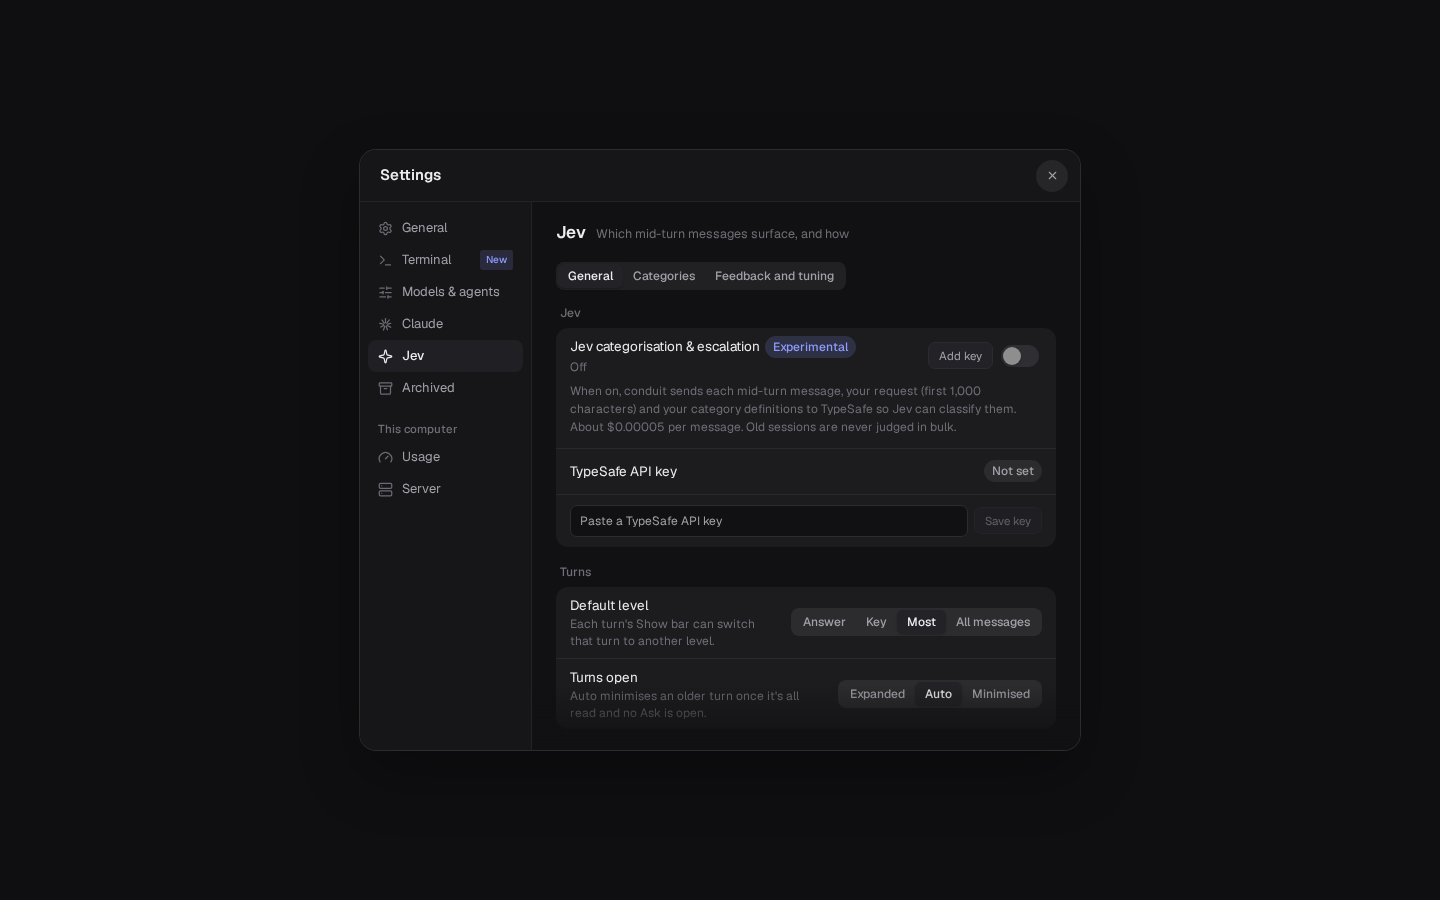 Settings
General
Terminal New
Models & agents
Claude
Jev
Archived
This computer
Usage
Server
Jev Which mid-turn messages surface, and how
General Categories Feedback and tuning
Jev
Jev categorisation & escalation Experimental
Add key
Off
When on, conduit sends each mid-turn message, your request (first 1,000
characters) and your category definitions to TypeSafe so Jev can classify them.
About $0.00005 per message. Old sessions are never judged in bulk.
TypeSafe API key Not set
Paste a TypeSafe API key Save key
Turns
Default level
Each turn's Show bar can switch
that turn to another level.
Answer Key Most All messages
Turns open
Auto minimises an older turn once it's all
read and no Ask is open.
Expanded Auto Minimised